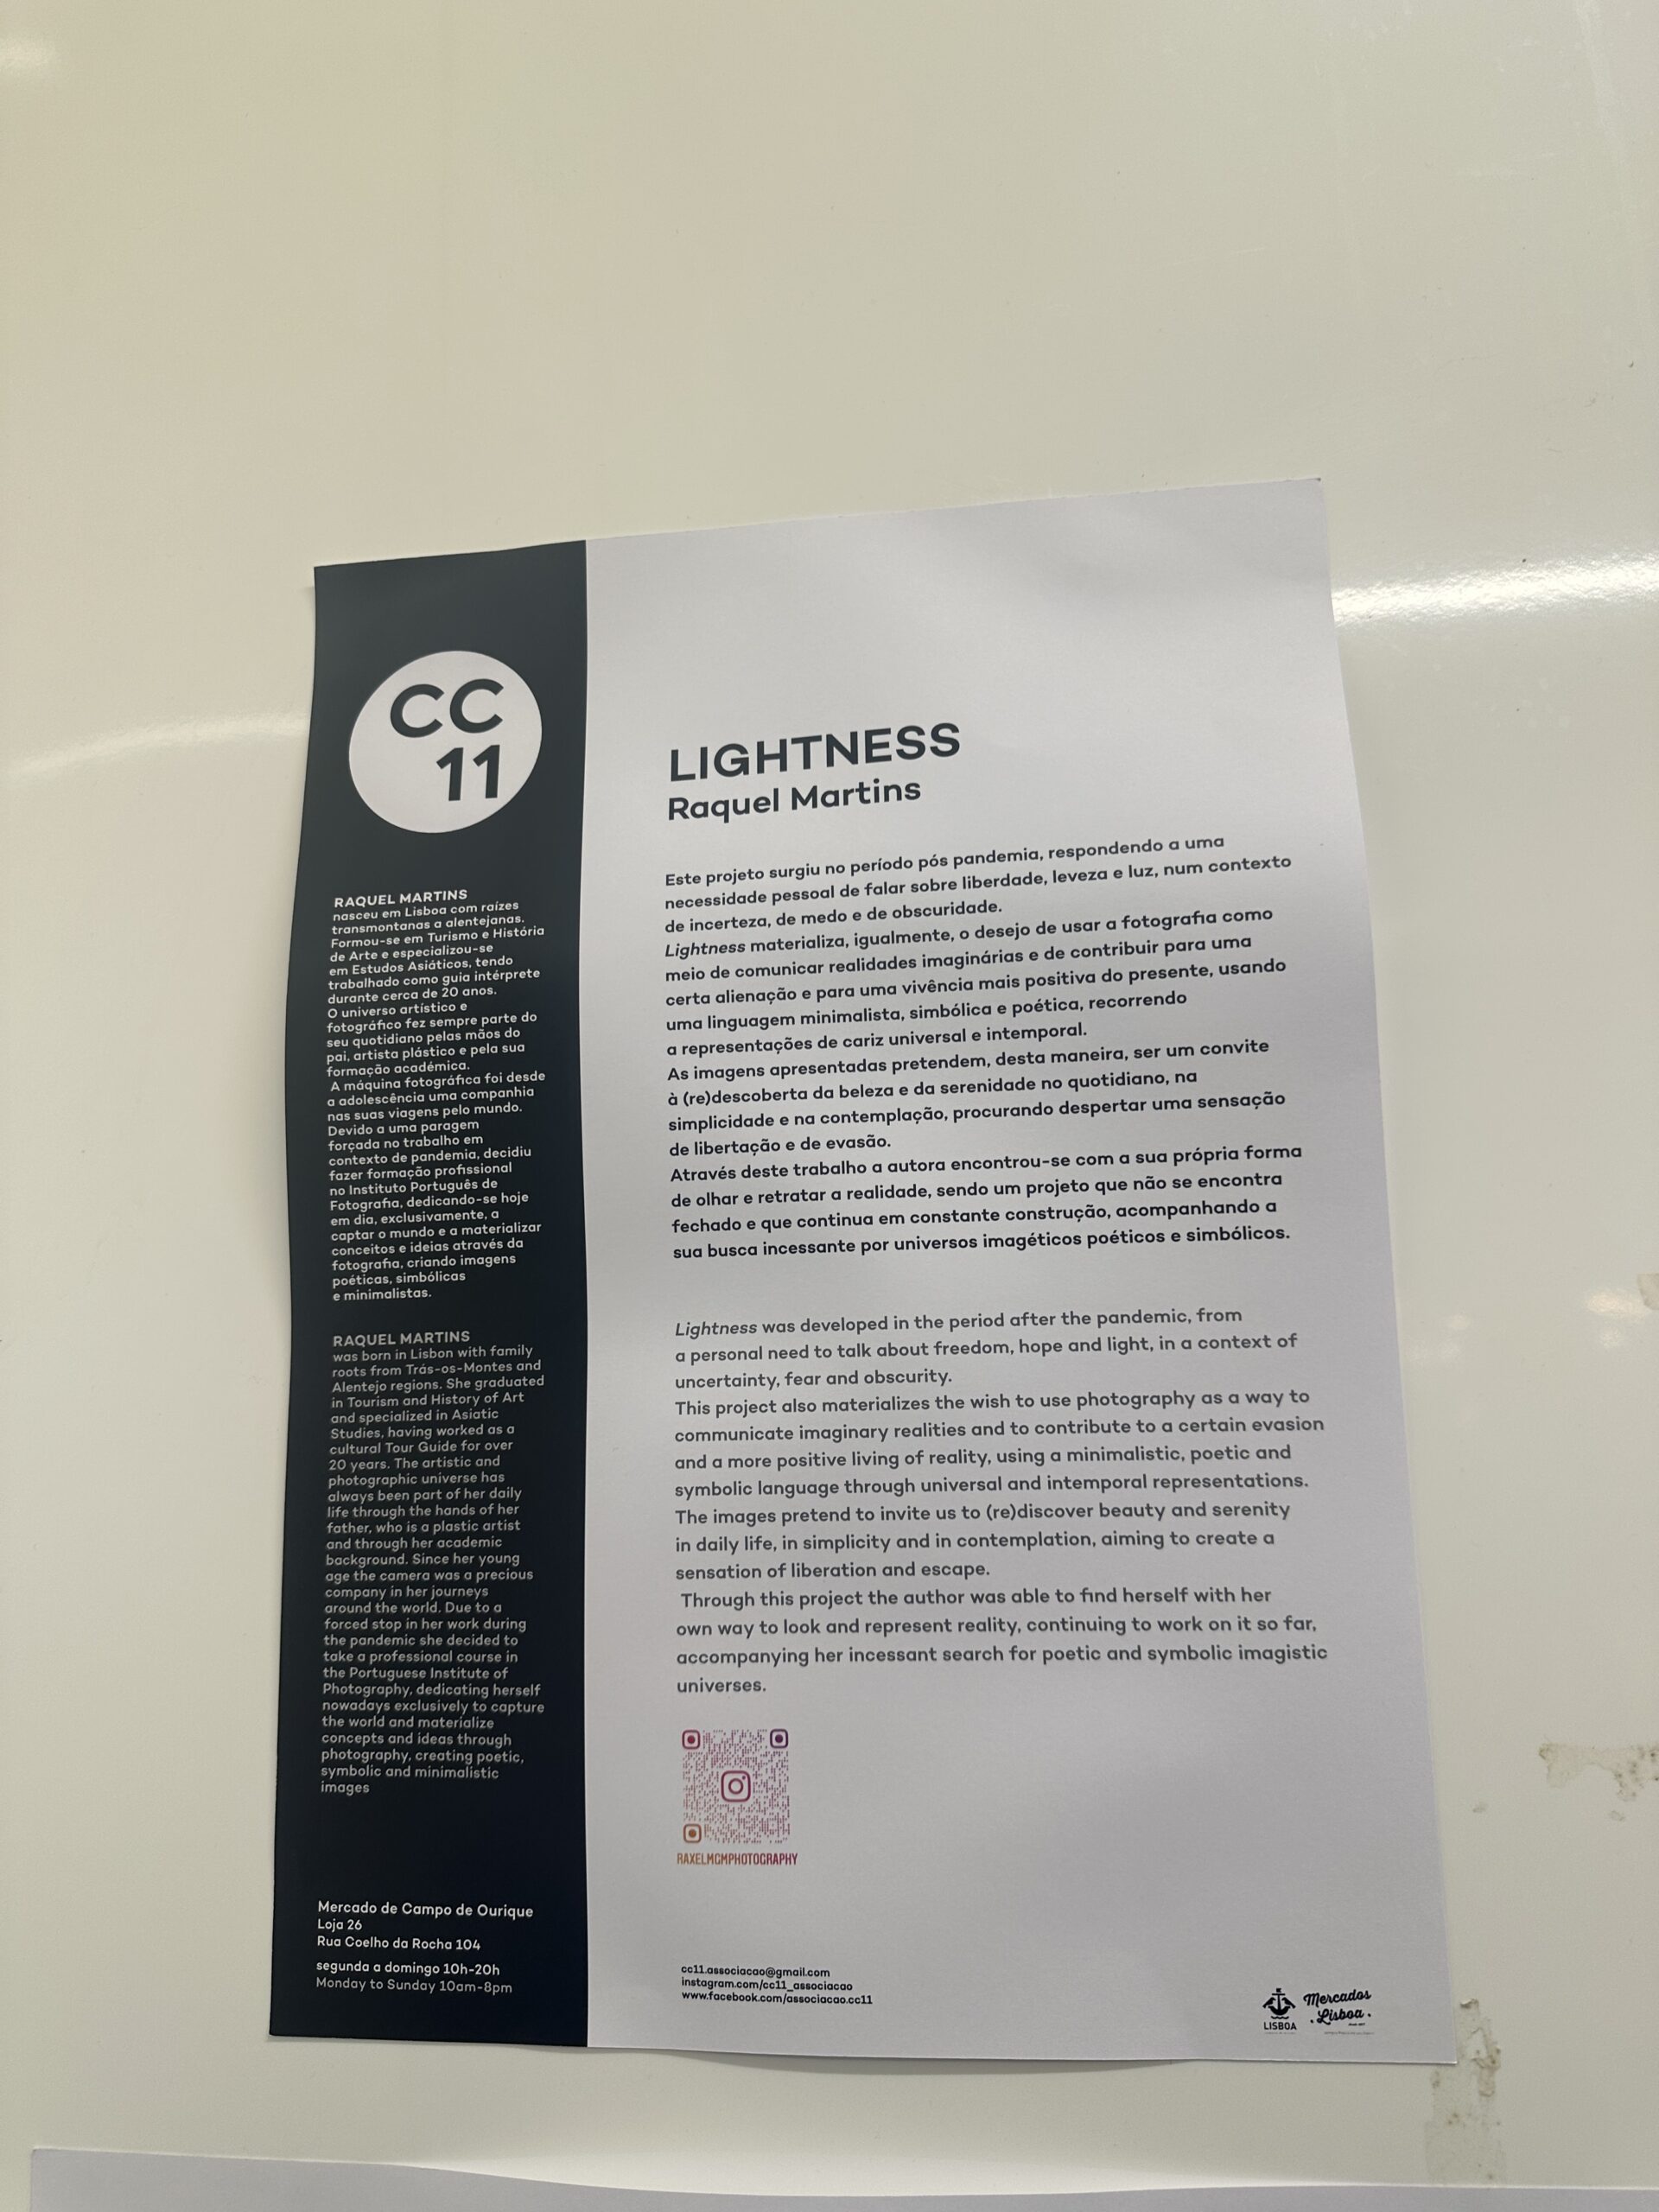 CC
11
RAQUEL MARTINS
nasceu em Lisboa com raízes
transmontanas a alentejanas.
Formou-se em Turismo e História
de Arte e especializou-se
em Estudos Asiáticos, tendo
trabalhado como guia intérprete
durante cerca de 20 anos.
O universo artístico e
fotográfico fez sempre parte do
seu quotidiano pelas mãos do
pai, artista plástico e pela sua
formação académica.
A máquina fotográfica foi desde
a adolescência uma companhia
nas suas viagens pelo mundo.
Devido a uma paragem
forçada no trabalho em
contexto de pandemia, decidiu
fazer formação profissional
no Instituto Português de
Fotografia, dedicando-se hoje
em dia, exclusivamente, a
captar o mundo e a materializar
conceitos e ideias através da
fotografia, criando imagens
poéticas, simbólicas
e minimalistas.
RAQUEL MARTINS
was born in Lisbon with family
roots from Trás-os-Montes and
Alentejo regions. She graduated
in Tourism and History of Art
and specialized in Asiatic
Studies, having worked as a
cultural Tour Guide for over
20 years. The artistic and
photographic universe has
always been part of her daily
life through the hands of her
father, who is a plastic artist
and through her academic
background. Since her young
age the camera was a precious
company in her journeys
around the world. Due to a
forced stop in her work during
the pandemic she decided to
take a professional course in
the Portuguese Institute of
Photography, dedicating herself
nowadays exclusively to capture
the world and materialize
concepts and ideas through
photography, creating poetic,
symbolic and minimalistic
images
Mercado de Campo de Ourique
Loja 26
Rua Coelho da Rocha 104
segunda a domingo 10h-20h
Monday to Sunday 10am-8pm
LIGHTNESS
Raquel Martins
Este projeto surgiu no período pós pandemia, respondendo a uma
necessidade pessoal de falar sobre liberdade, leveza e luz, num contexto
de incerteza, de medo e de obscuridade.
Lightness materializa, igualmente, o desejo de usar a fotografia como
meio de comunicar realidades imaginárias e de contribuir para uma
certa alienação e para uma vivência mais positiva do presente, usando
uma linguagem minimalista, simbólica e poética, recorrendo
a representações de cariz universal e intemporal.
As imagens apresentadas pretendem, desta maneira, ser um convite
à (re)descoberta da beleza e da serenidade no quotidiano, na
simplicidade e na contemplação, procurando despertar uma sensação
de libertação e de evasão.
Através deste trabalho a autora encontrou-se com a sua própria forma
de olhar e retratar a realidade, sendo um projeto que não se encontra
fechado e que continua em constante construção, acompanhando a
sua busca incessante por universos imagéticos poéticos e simbólicos.
Lightness was developed in the period after the pandemic, from
a personal need to talk about freedom, hope and light, in a context of
uncertainty, fear and obscurity.
This project also materializes the wish to use photography as a way to
communicate imaginary realities and to contribute to a certain evasion
and a more positive living of reality, using a minimalistic, poetic and
symbolic language through universal and intemporal representations.
The images pretend to invite us to (re)discover beauty and serenity
in daily life, in simplicity and in contemplation, aiming to create a
sensation of liberation and escape.
Through this project the author was able to find herself with her
own way to look and represent reality, continuing to work on it so far,
accompanying her incessant search for poetic and symbolic imagistic
universes.
RAXELMGMPHOTOGRAPHY
cc11.associacao@gmail.com
instagram.com/cc11_associacao
www.facebook.com/associacao.cc11
LISBOA
Mercados
Lisboa